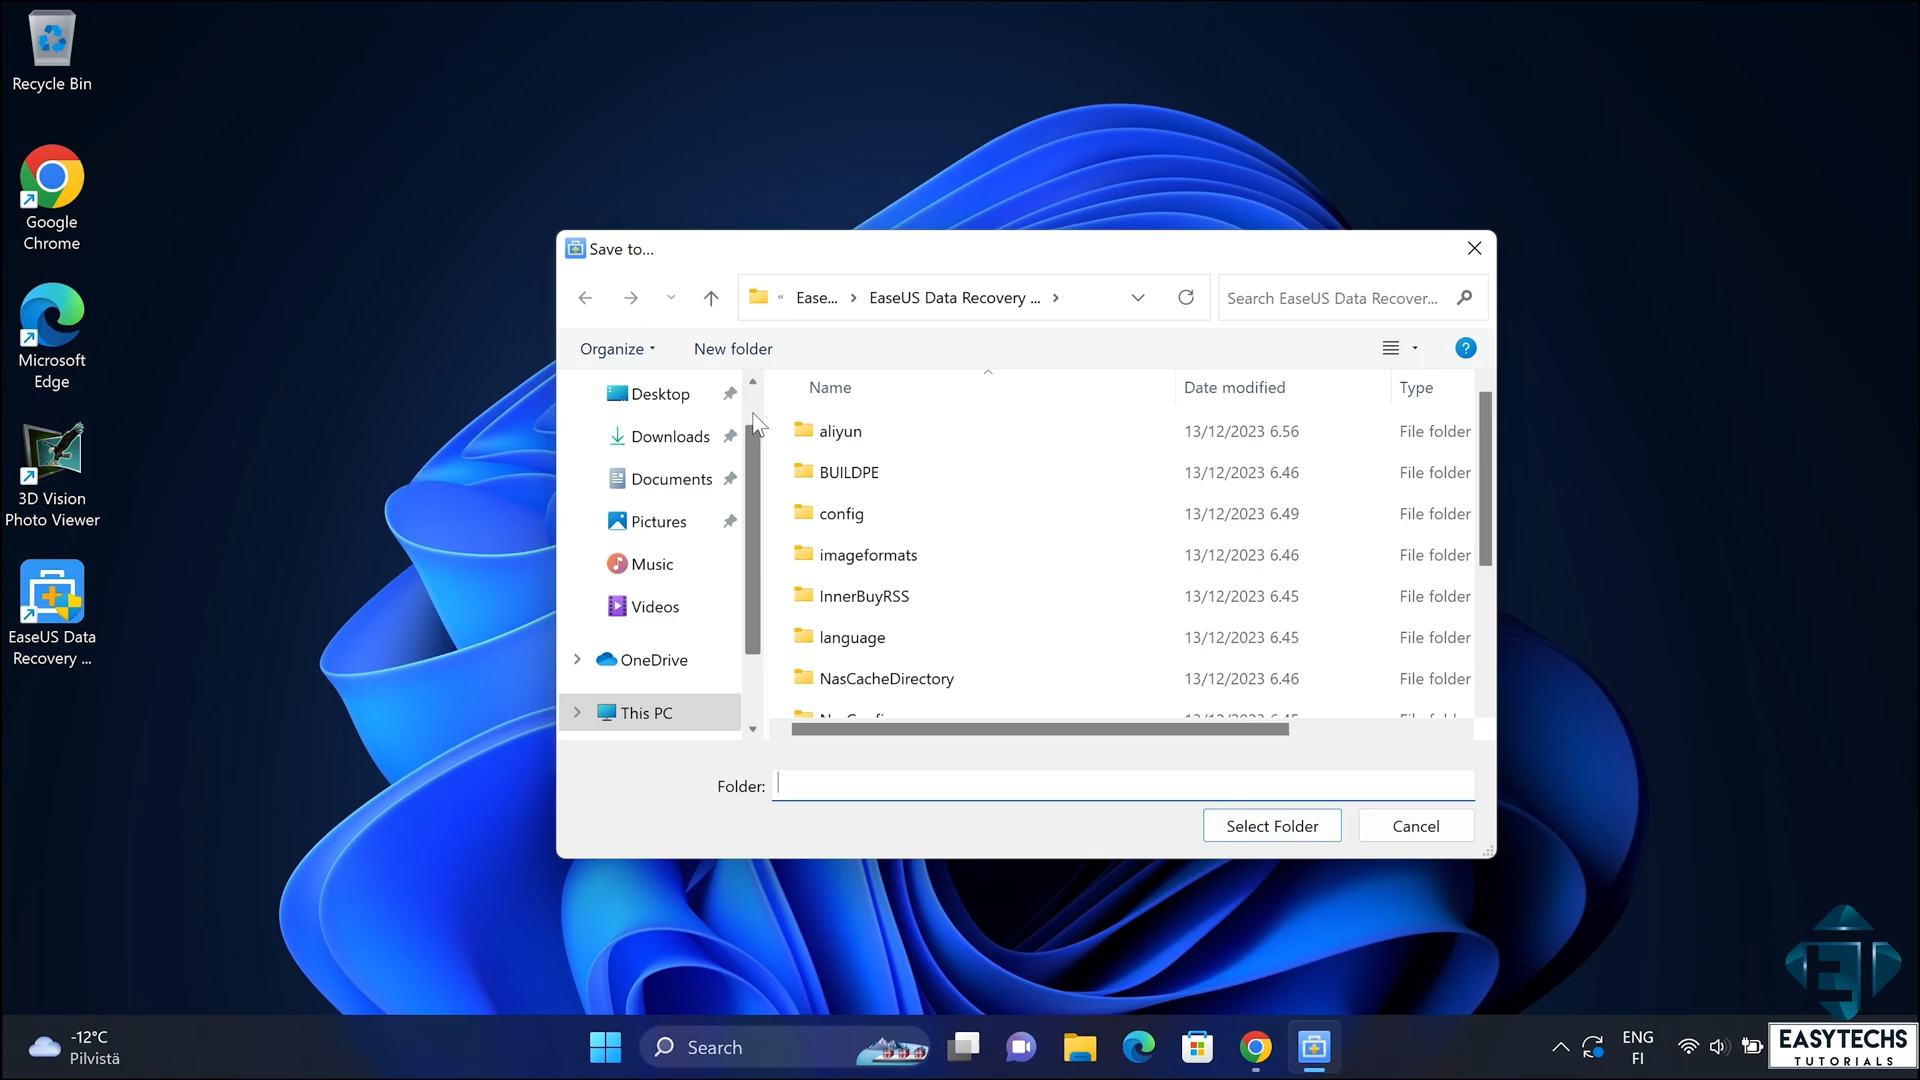 Recycle Bin
Google
Chrome
Microsoft
Edge
3D Vision
Photo Viewer
EaseUS Data
Recovery ...
Save to...
« Ease... > EaseUS Data Recovery ... >
Search EaseUS Data Recover...
Organize
New folder
?
Desktop
Downloads
Documents
Pictures
Music
Videos
OneDrive
This PC
Name Date modified Type
aliyun 13/12/2023 6.56 File folder
BUILDPE 13/12/2023 6.46 File folder
config 13/12/2023 6.49 File folder
imageformats 13/12/2023 6.46 File folder
InnerBuyRSS 13/12/2023 6.45 File folder
language 13/12/2023 6.45 File folder
NasCacheDirectory 13/12/2023 6.46 File folder
Folder:
Select Folder
Cancel
-12°C
Pilvistä
Search
ENG
FI
EASYTECHS
TUTORIALS